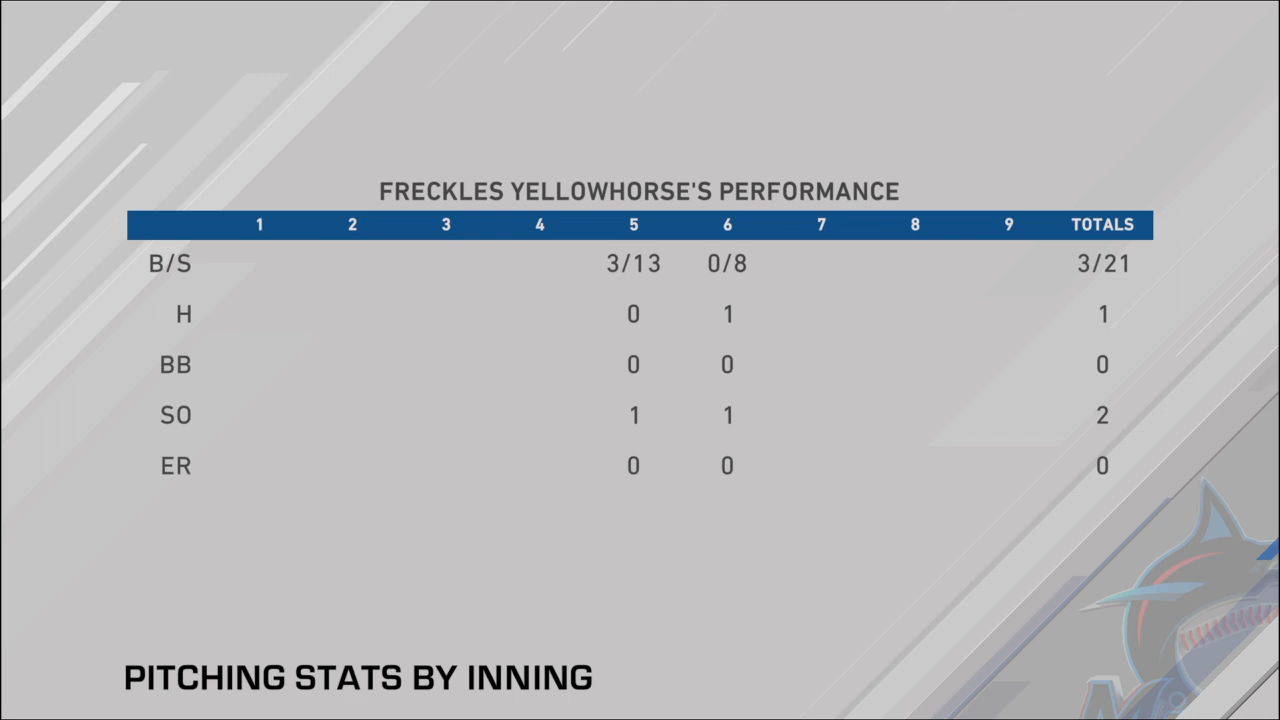 FRECKLES YELLOWHORSE'S PERFORMANCE
1 2 3 4 5 6 7 8 9 TOTALS
B/S 3/13 0/8 3/21
H 0 1 1
BB 0 0 0
SO 1 1 2
ER 0 0 0
PITCHING STATS BY INNING